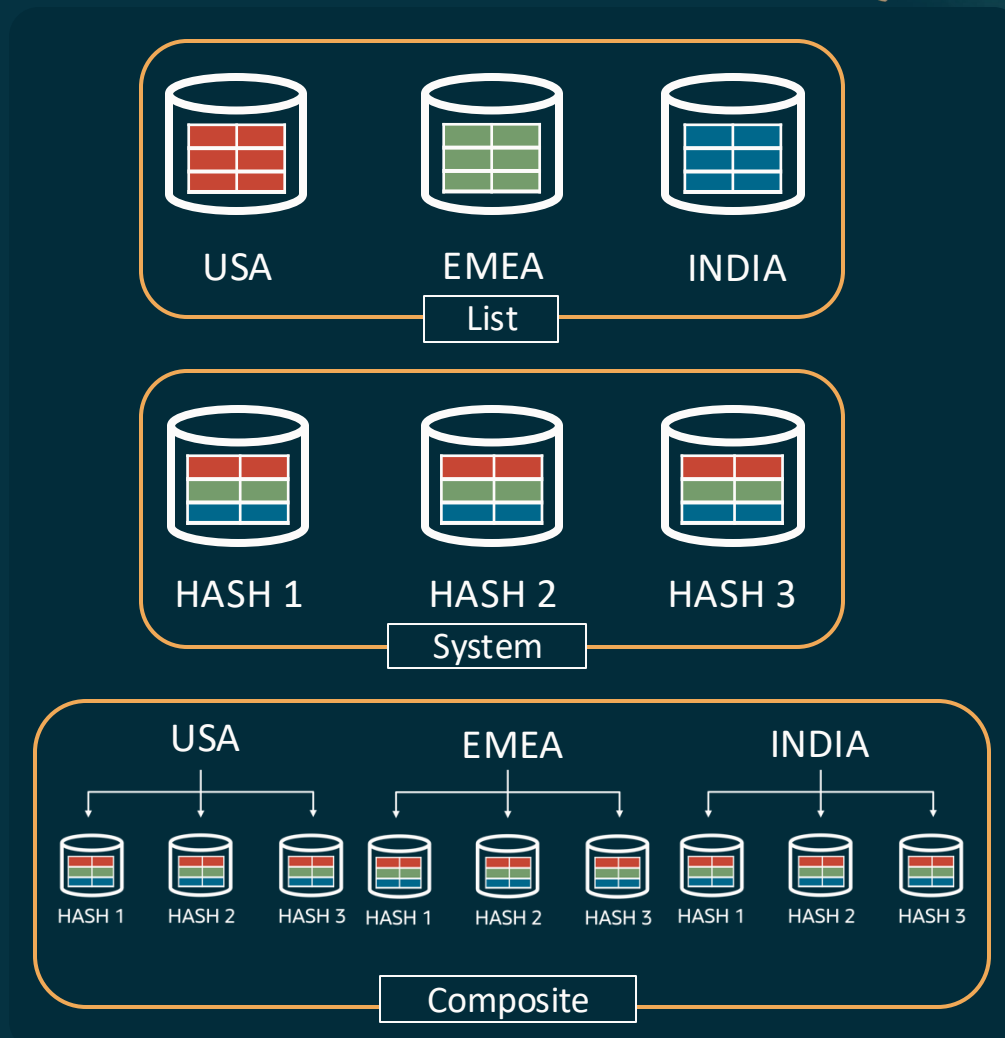 USA
EMEA
INDIA
List
HASH 1
HASH 2
HASH 3
System
USA
EMEA
INDIA
HASH 1
HASH 2
HASH 3
HASH 1
HASH 2
HASH 3
HASH 1
HASH 2
HASH 3
Composite